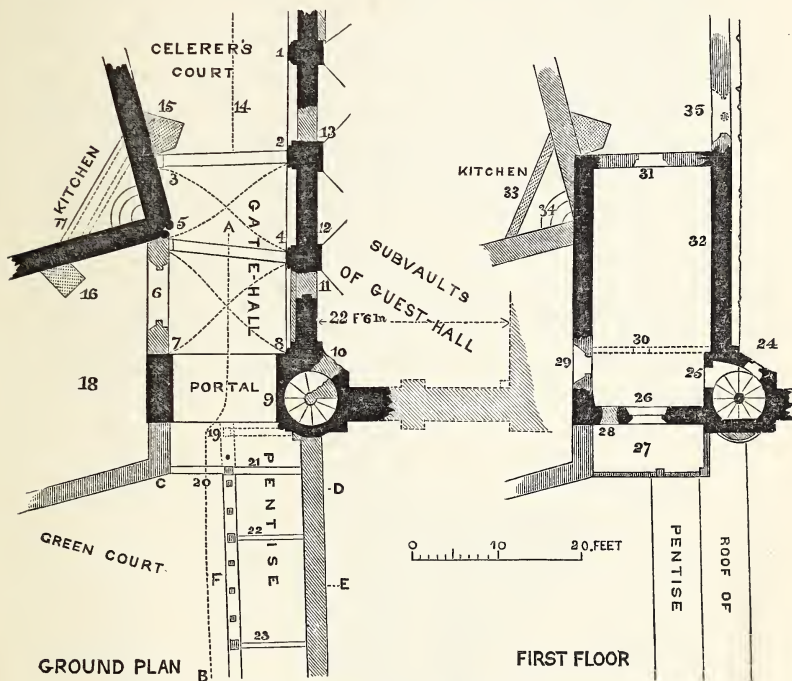 CELERER'S
COURT
1
14
15
13
2
3
KITCHEN
17
5
A
4
12
GATE-HALL
SUBVAULTS
OF GUEST-HALL
16
6
11
22 Ft 6 In
7
8
10
18
PORTAL
9
19
C
20
21
PENTISE
D
GREEN COURT
22
F
E
23
B
GROUND PLAN
0 10 20. FEET
35
KITCHEN
33
31
34
32
30
29
24
25
26
28
27
PENTISE
ROOF OF
FIRST FLOOR